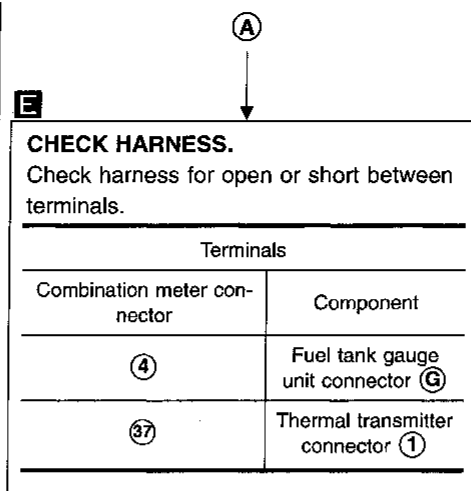 Ⓐ
E
CHECK HARNESS.
Check harness for open or short between
terminals.
Terminals
Combination meter con-
nector
Component
④
Fuel tank gauge
unit connector Ⓖ
㊲
Thermal transmitter
connector ①